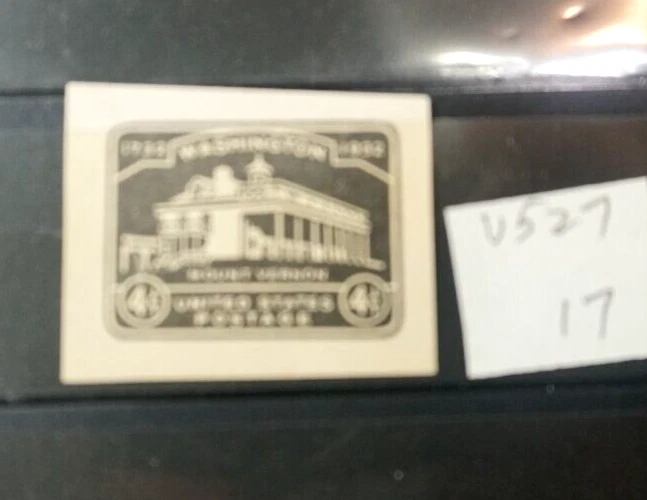 1732 WASHINGTON 1932
MOUNT VERNON
4¢ UNITED STATES 4¢
POSTAGE
U527
17